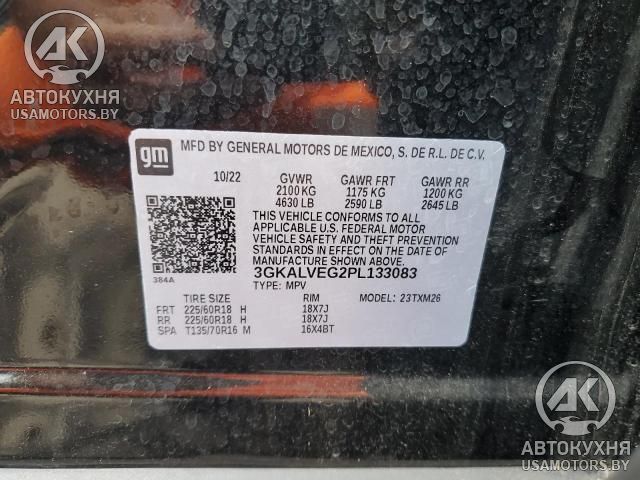 AK
АВТОКУХНЯ
USAMOTORS.BY
gm
MFD BY GENERAL MOTORS DE MEXICO, S. DE R.L. DE C.V.
10/22 GVWR GAWR FRT GAWR RR
2100 KG 1175 KG 1200 KG
4630 LB 2590 LB 2645 LB
THIS VEHICLE CONFORMS TO ALL
APPLICABLE U.S. FEDERAL MOTOR
VEHICLE SAFETY AND THEFT PREVENTION
STANDARDS IN EFFECT ON THE DATE OF
MANUFACTURE SHOWN ABOVE.
3GKALVEG2PL133083
384A TYPE: MPV
TIRE SIZE RIM MODEL: 23TXM26
FRT 225/60R18 H 18X7J
RR 225/60R18 H 18X7J
SPA T135/70R16 M 16X4BT
AK
АВТОКУХНЯ
USAMOTORS.BY